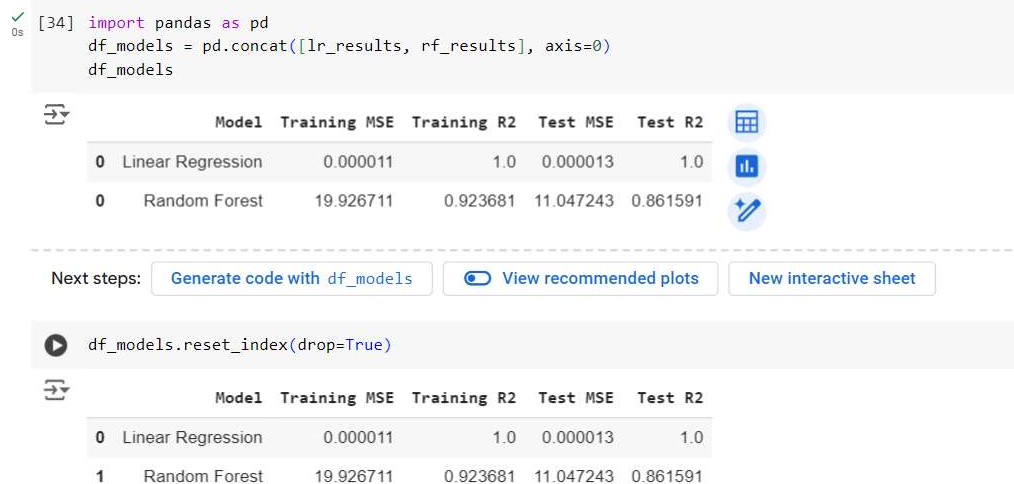 [34] import pandas as pd
0s
df_models = pd.concat([lr_results, rf_results], axis=0)
df_models
Model Training MSE Training R2 Test MSE Test R2
0 Linear Regression 0.000011 1.0 0.000013 1.0
0 Random Forest 19.926711 0.923681 11.047243 0.861591
Next steps: Generate code with df_models View recommended plots New interactive sheet
df_models.reset_index(drop=True)
Model Training MSE Training R2 Test MSE Test R2
0 Linear Regression 0.000011 1.0 0.000013 1.0
1 Random Forest 19.926711 0.923681 11.047243 0.861591